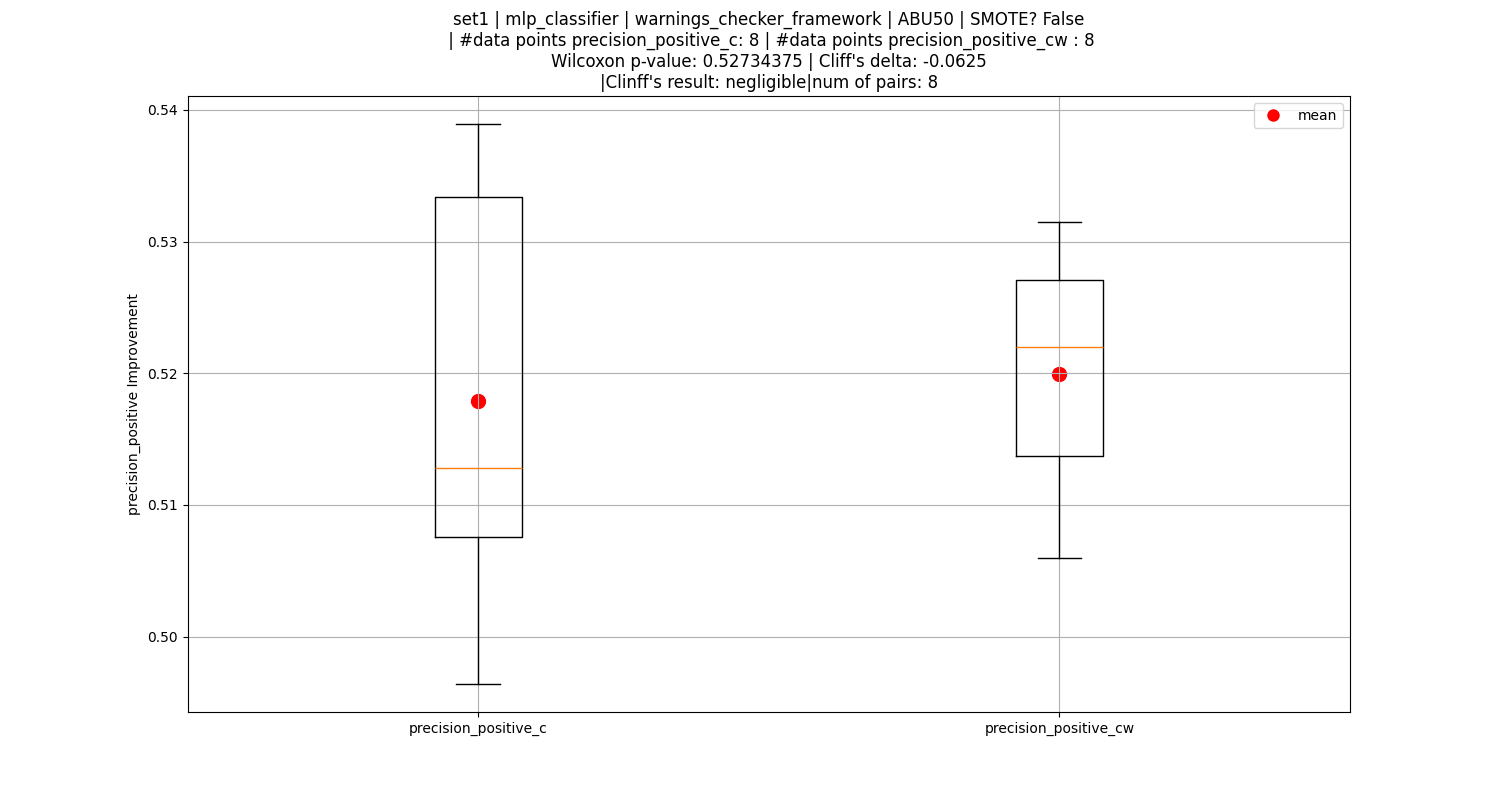 set1 | mlp_classifier | warnings_checker_framework | ABU50 | SMOTE? False
| #data points precision_positive_c: 8 | #data points precision_positive_cw : 8
Wilcoxon p-value: 0.52734375 | Cliff's delta: -0.0625
|Clinff's result: negligible|num of pairs: 8
mean
0.54
0.53
0.52
0.51
0.50
precision_positive Improvement
precision_positive_c
precision_positive_cw